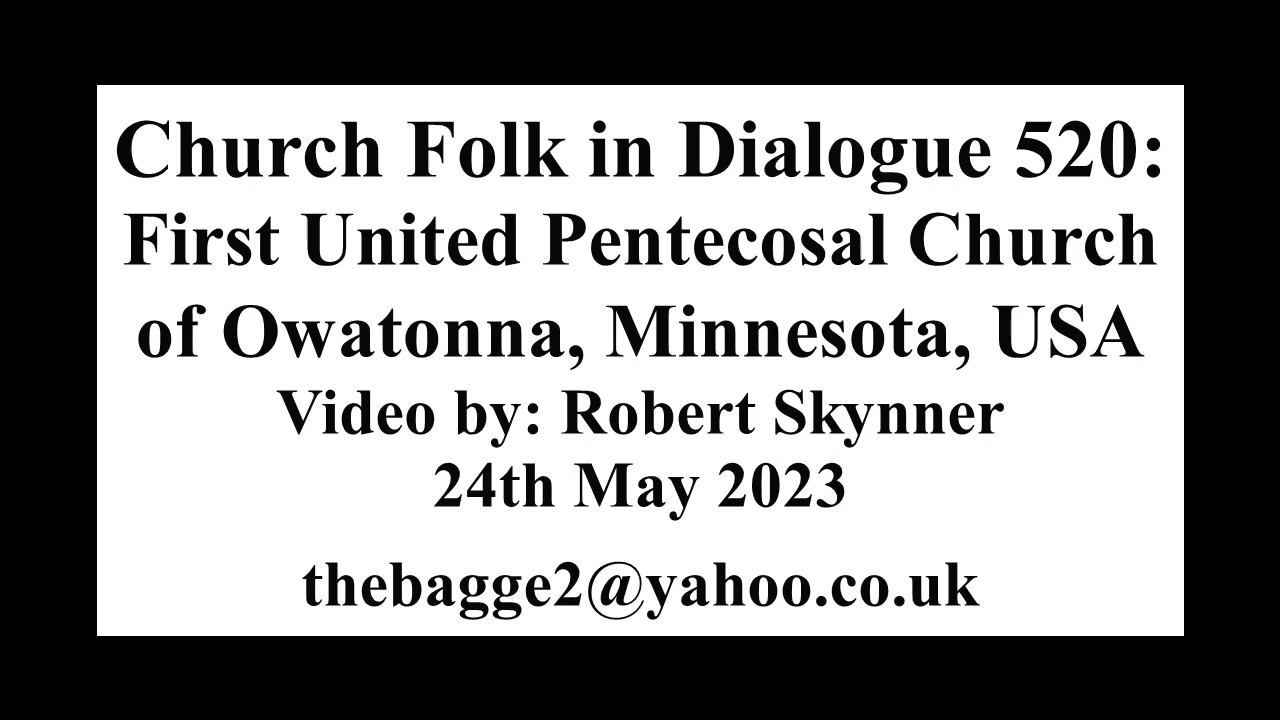 Church Folk in Dialogue 520:
First United Pentecosal Church
of Owatonna, Minnesota, USA
Video by: Robert Skynner
24th May 2023
thebagge2@yahoo.co.uk